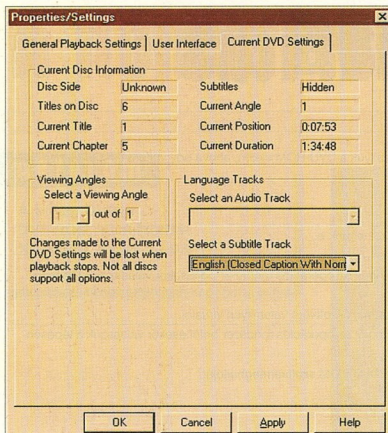 Properties/Settings
General Playback Settings
User Interface
Current DVD Settings
Current Disc Information
Disc Side Unknown Subtitles Hidden
Titles on Disc 6 Current Angle 1
Current Title 1 Current Position 0:07:53
Current Chapter 5 Current Duration 1:34:48
Viewing Angles
Select a Viewing Angle
1 out of 1
Changes made to the Current
DVD Settings will be lost when
playback stops. Not all discs
support all options.
Language Tracks
Select an Audio Track
Select a Subtitle Track
English (Closed Caption With Norm
OK Cancel Apply Help